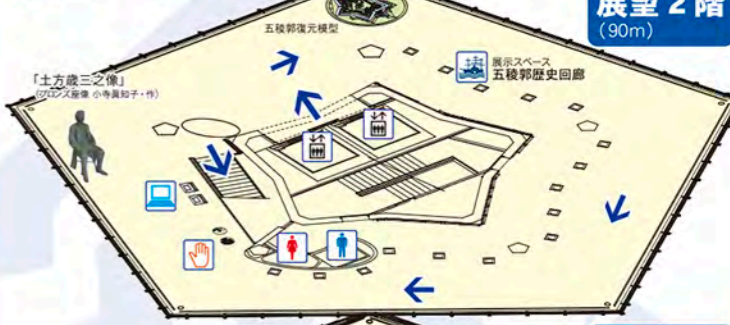 展望2階
(90m)
五稜郭復元模型
展示スペース
五稜郭歴史回廊
「土方歳三之像」
(ブロンズ座像 小寺眞知子・作)